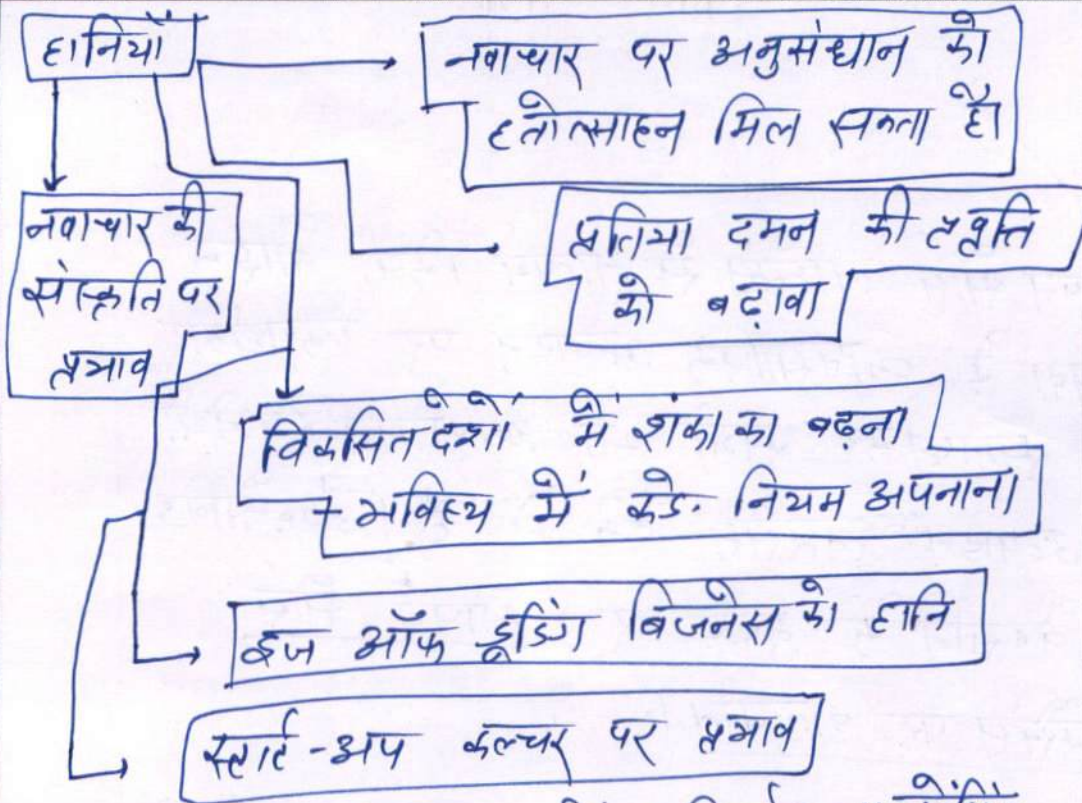 हानियाँ
नवाचार पर अनुसंधान को
हतोत्साहन मिल सकता है।
नवाचार की
संस्कृति पर
प्रभाव
प्रतिभा दमन की प्रवृत्ति
को बढ़ावा
विकसित देशों में शंका का बढ़ना
+ भविष्य में कड़े नियम अपनाना
इज ऑफ डूइंग बिजनेस को हानि
स्टार्ट-अप कल्चर पर प्रभाव